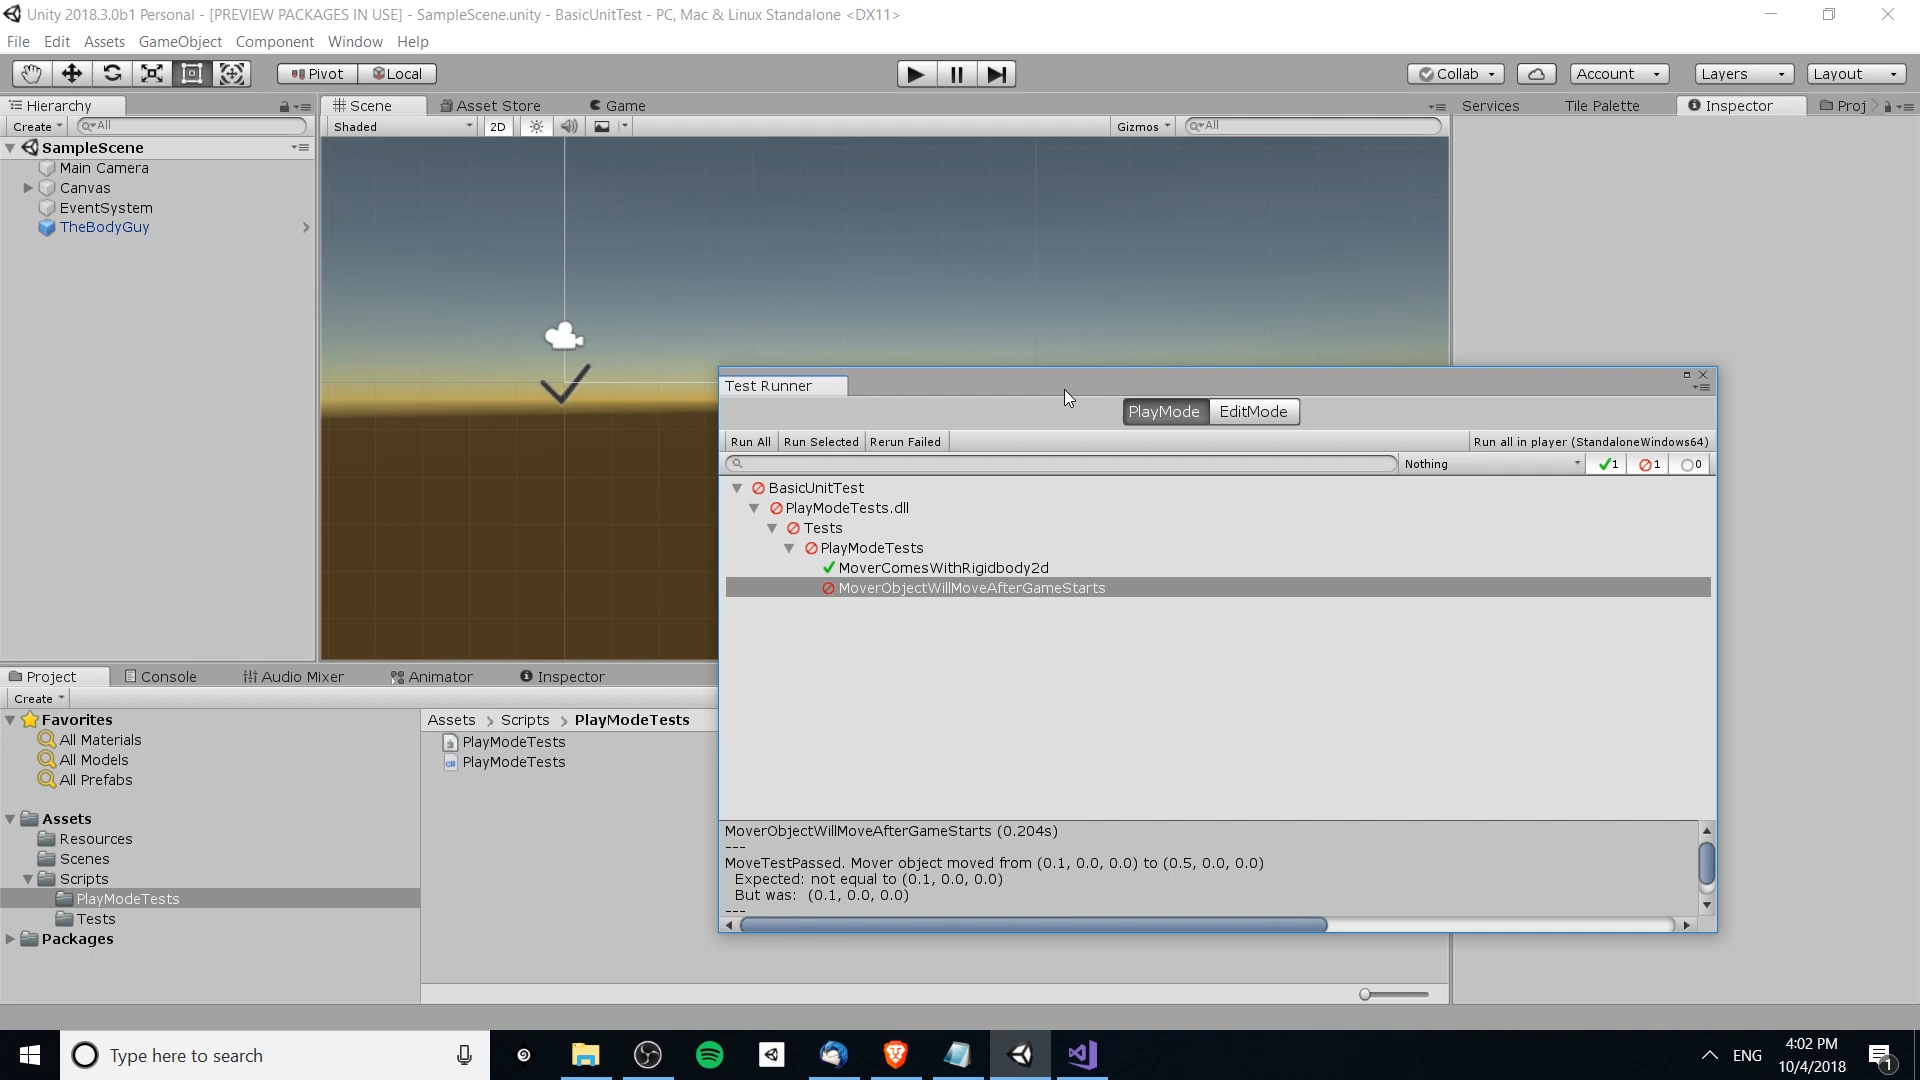 Unity 2018.3.0b1 Personal - [PREVIEW PACKAGES IN USE] - SampleScene.unity - BasicUnitTest - PC, Mac & Linux Standalone <DX11>
File Edit Assets GameObject Component Window Help
Pivot Local Collab Account Layers Layout
Hierarchy Scene Asset Store Game Services Tile Palette Inspector Proj
Create All Shaded 2D Gizmos All
SampleScene
Main Camera
Canvas
EventSystem
TheBodyGuy
Test Runner
PlayMode EditMode
Run All Run Selected Rerun Failed Run all in player (StandaloneWindows64)
Nothing 1 1 0
BasicUnitTest
PlayModeTests.dll
Tests
PlayModeTests
MoverComesWithRigidbody2d
MoverObjectWillMoveAfterGameStarts
MoverObjectWillMoveAfterGameStarts (0.204s)
---
MoveTestPassed. Mover object moved from (0.1, 0.0, 0.0) to (0.5, 0.0, 0.0)
Expected: not equal to (0.1, 0.0, 0.0)
But was: (0.1, 0.0, 0.0)
---
Project Console Audio Mixer Animator Inspector
Create
Favorites
All Materials
All Models
All Prefabs
Assets
Resources
Scenes
Scripts
PlayModeTests
Tests
Packages
Assets > Scripts > PlayModeTests
PlayModeTests
PlayModeTests
Type here to search
ENG
4:02 PM
10/4/2018
1